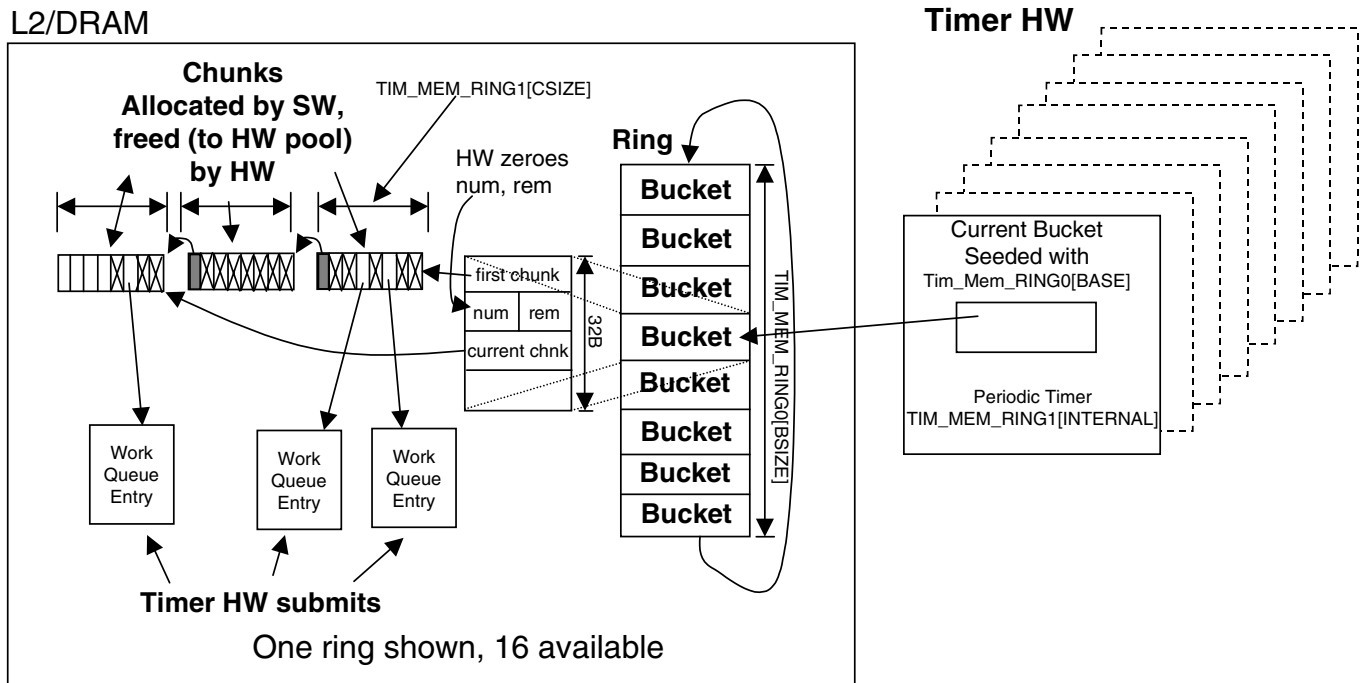 L2/DRAM
Timer HW
Chunks
Allocated by SW,
freed (to HW pool)
by HW
TIM_MEM_RING1[CSIZE]
HW zeroes
num, rem
Ring
Bucket
Bucket
Bucket
Bucket
Bucket
Bucket
Bucket
Bucket
TIM_MEM_RING0[BSIZE]
first chunk
num rem
current chnk
32B
Current Bucket
Seeded with
Tim_Mem_RING0[BASE]
Periodic Timer
TIM_MEM_RING1[INTERNAL]
Work
Queue
Entry
Work
Queue
Entry
Work
Queue
Entry
Timer HW submits
One ring shown, 16 available